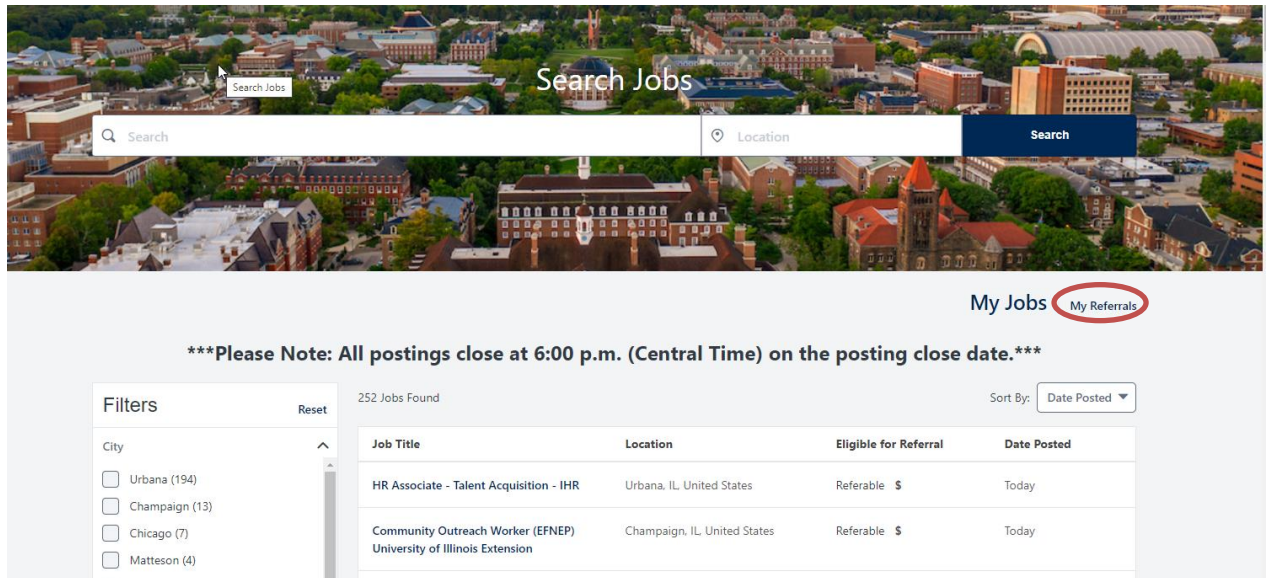 Search Jobs
Search Jobs
Search
Location
Search
My Jobs My Referrals
***Please Note: All postings close at 6:00 p.m. (Central Time) on the posting close date.***
Filters
Reset
252 Jobs Found
Sort By: Date Posted
City
Urbana (194)
Champaign (13)
Chicago (7)
Matteson (4)
Job Title Location Eligible for Referral Date Posted
HR Associate - Talent Acquisition - IHR Urbana, IL, United States Referable $ Today
Community Outreach Worker (EFNEP) Champaign, IL, United States Referable $ Today
University of Illinois Extension